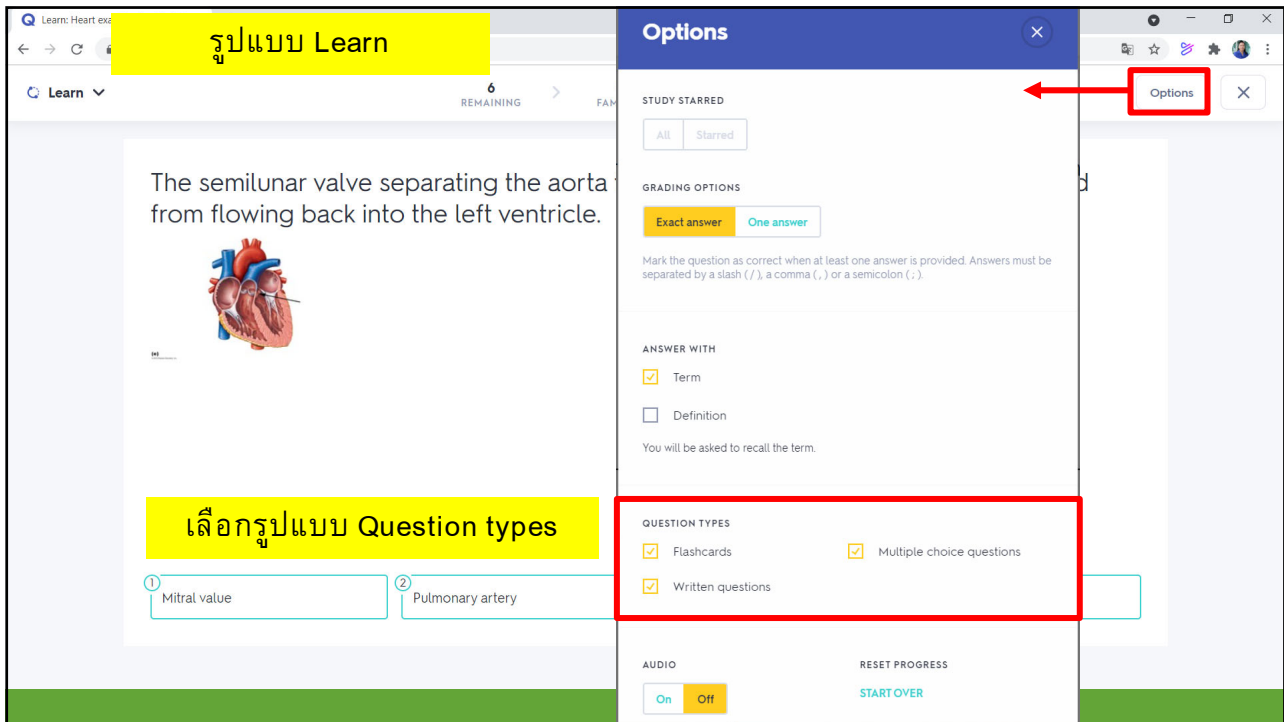 Learn: Heart exa
รูปแบบ Learn
Learn
6
REMAINING
FAM
Options
Options
STUDY STARRED
All Starred
GRADING OPTIONS
Exact answer One answer
Mark the question as correct when at least one answer is provided. Answers must be
separated by a slash ( / ), a comma ( , ) or a semicolon ( ; ).
The semilunar valve separating the aorta
from flowing back into the left ventricle.
ANSWER WITH
Term
Definition
You will be asked to recall the term.
เลือกรูปแบบ Question types
QUESTION TYPES
Flashcards Multiple choice questions
Written questions
1 Mitral value
2 Pulmonary artery
AUDIO
On Off
RESET PROGRESS
START OVER